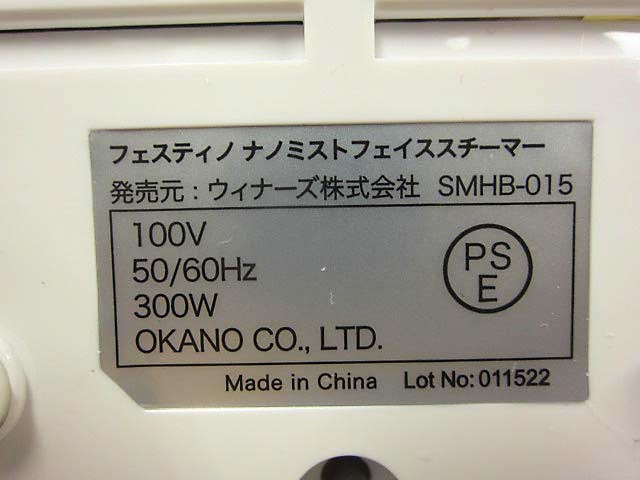 フェスティノ ナノミストフェイススチーマー
発売元：ウィナーズ株式会社 SMHB-015
100V
50/60Hz
300W
OKANO CO., LTD.
PS
E
Made in China Lot No: 011522